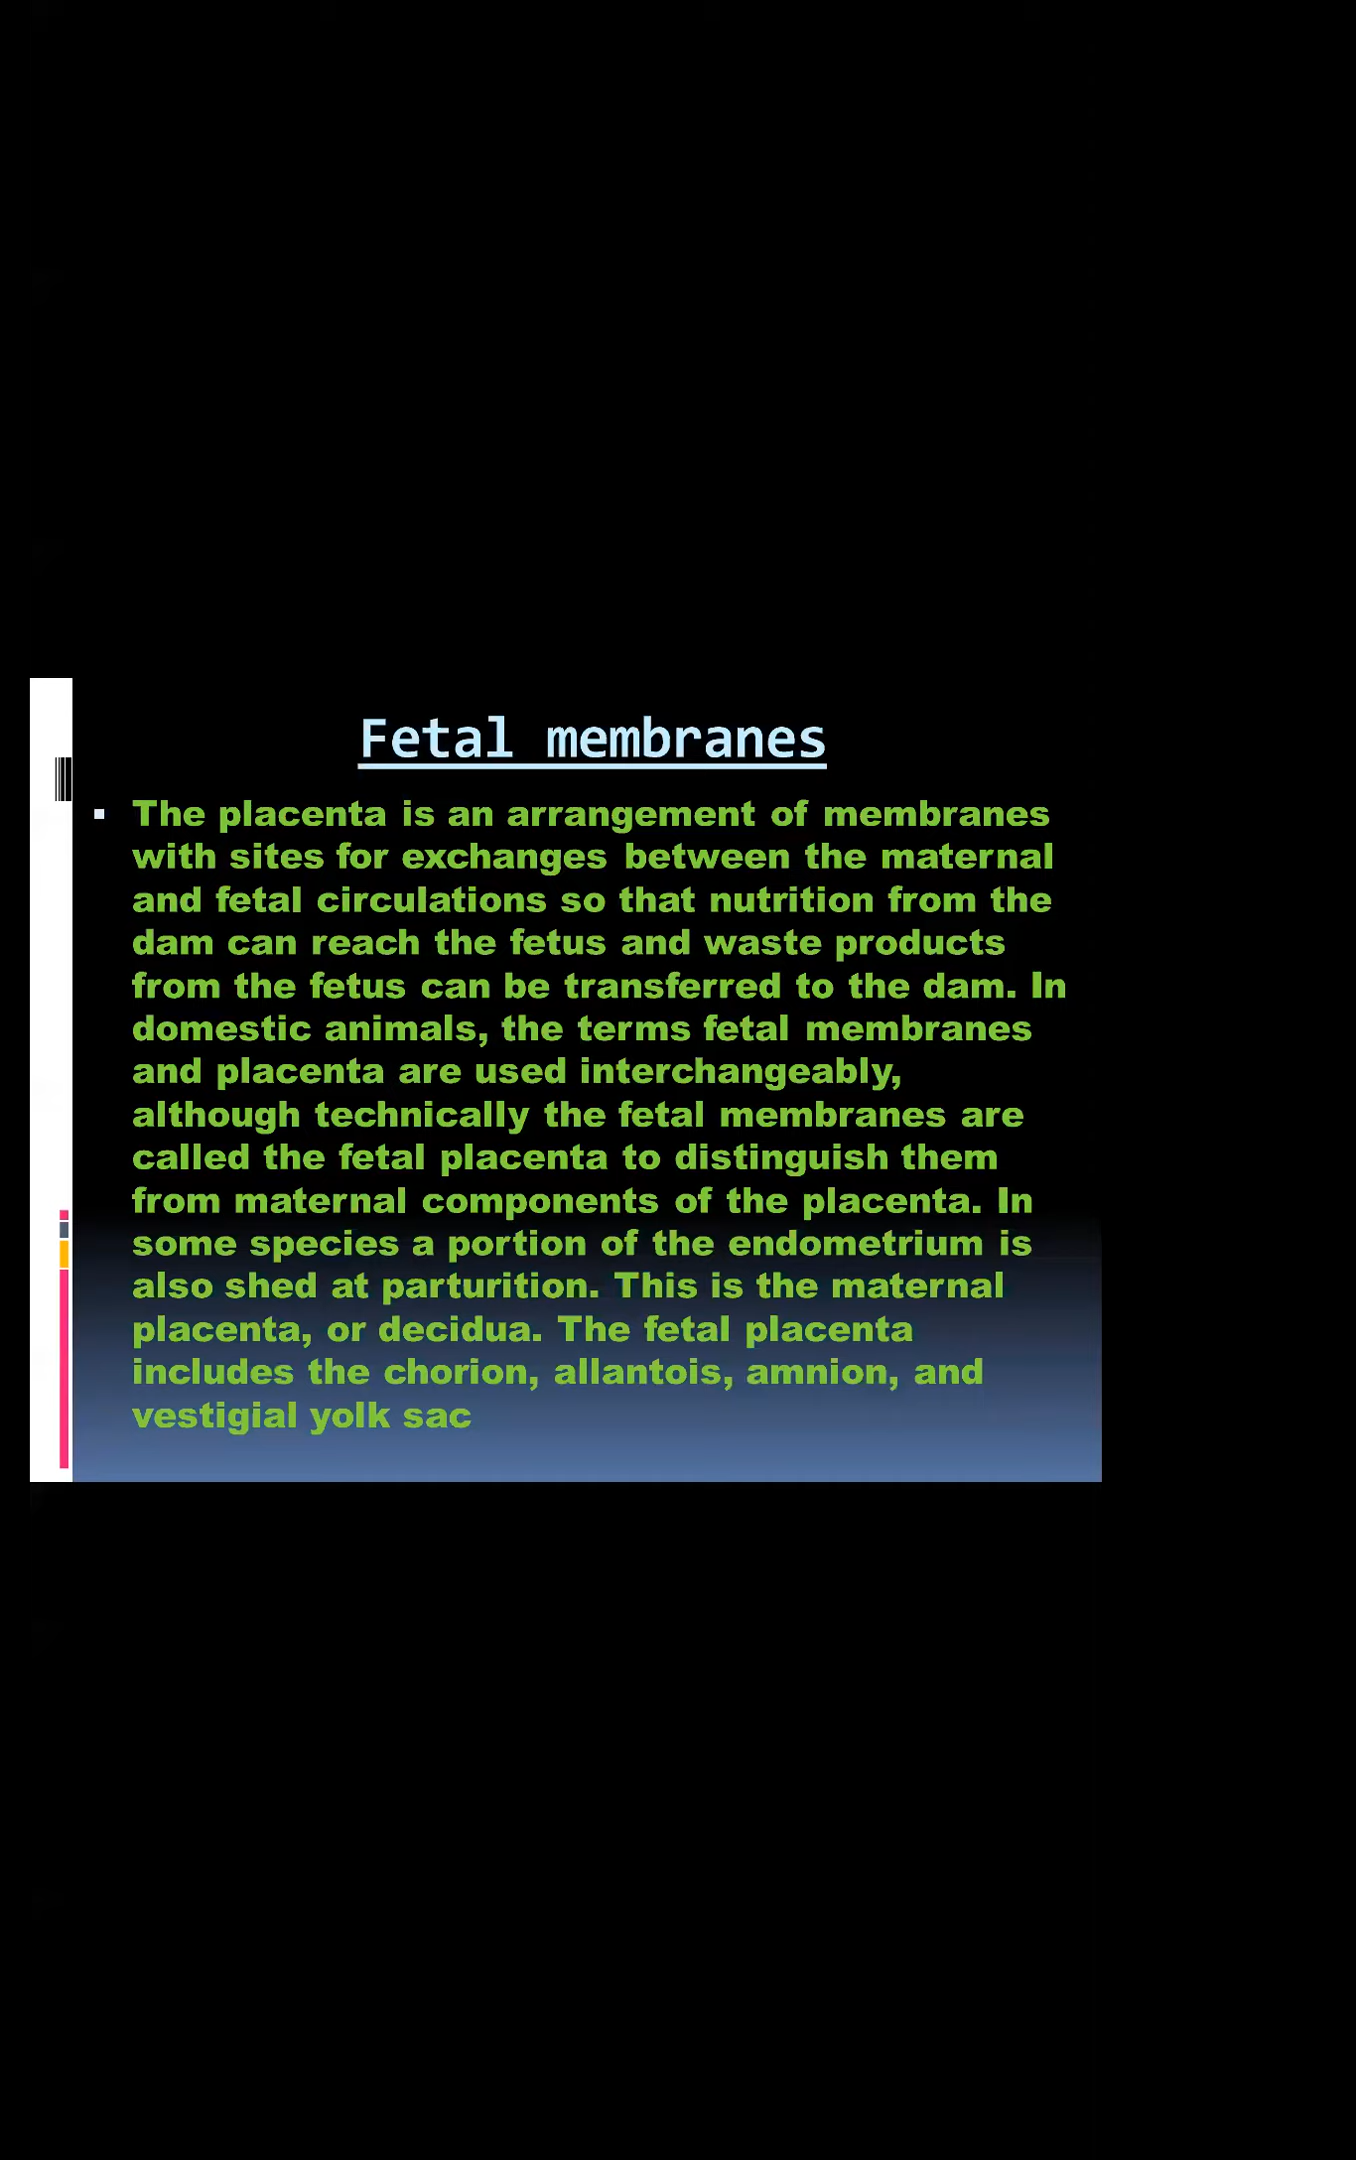 Fetal membranes
▪ The placenta is an arrangement of membranes
with sites for exchanges between the maternal
and fetal circulations so that nutrition from the
dam can reach the fetus and waste products
from the fetus can be transferred to the dam. In
domestic animals, the terms fetal membranes
and placenta are used interchangeably,
although technically the fetal membranes are
called the fetal placenta to distinguish them
from maternal components of the placenta. In
some species a portion of the endometrium is
also shed at parturition. This is the maternal
placenta, or decidua. The fetal placenta
includes the chorion, allantois, amnion, and
vestigial yolk sac